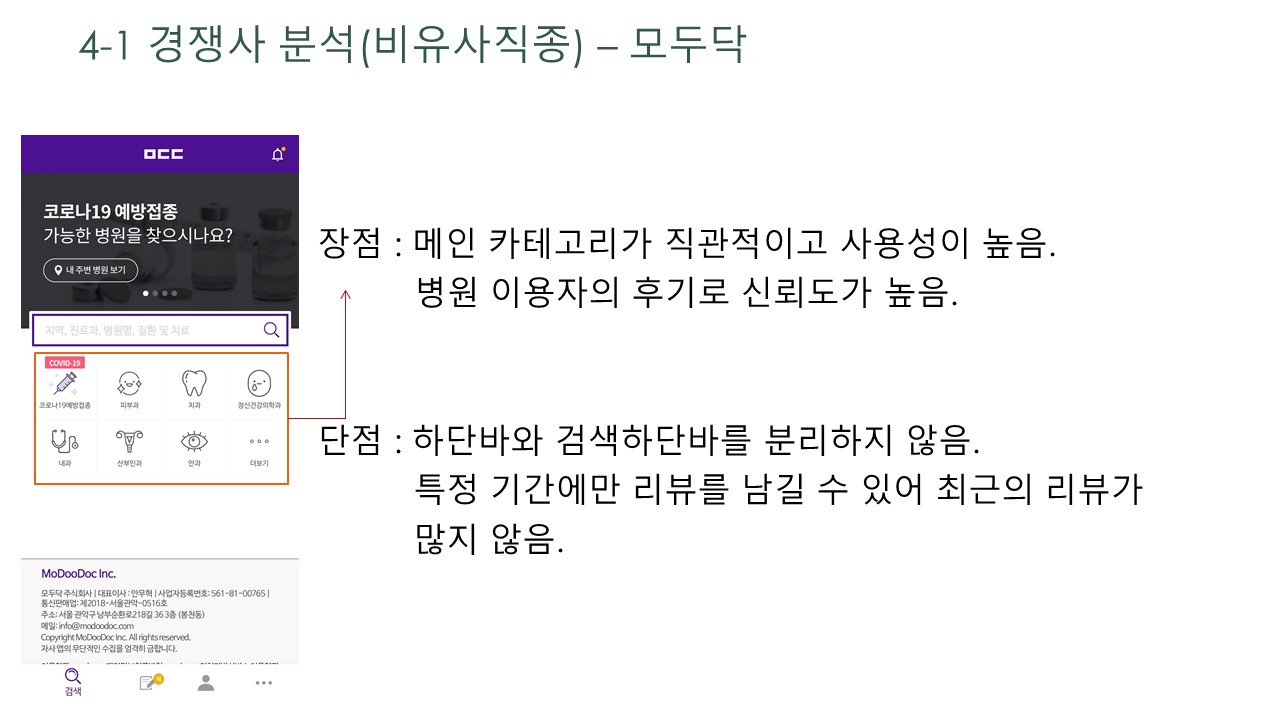 4-1 경쟁사 분석(비유사직종) – 모두닥
ㅁㄷㄷ
코로나19 예방접종
가능한 병원을 찾으시나요?
내 주변 병원 보기
지역, 진료과, 병원명, 질환 및 치료
COVID-19
코로나19예방접종 피부과 치과 정신건강의학과
내과 산부인과 안과 더보기
장점 : 메인 카테고리가 직관적이고 사용성이 높음.
병원 이용자의 후기로 신뢰도가 높음.
단점 : 하단바와 검색하단바를 분리하지 않음.
특정 기간에만 리뷰를 남길 수 있어 최근의 리뷰가
많지 않음.
MoDooDoc Inc.
모두닥 주식회사 | 대표이사 : 안무혁 | 사업자등록번호: 561-81-00765 |
통신판매업: 제2018-서울관악-0516호
주소: 서울 관악구 남부순환로218길 36 3층 (봉천동)
메일: info@modoodoc.com
Copyright MoDooDoc Inc. All rights reserved.
자사 앱의 무단적인 수집을 엄격히 금합니다.
N
검색